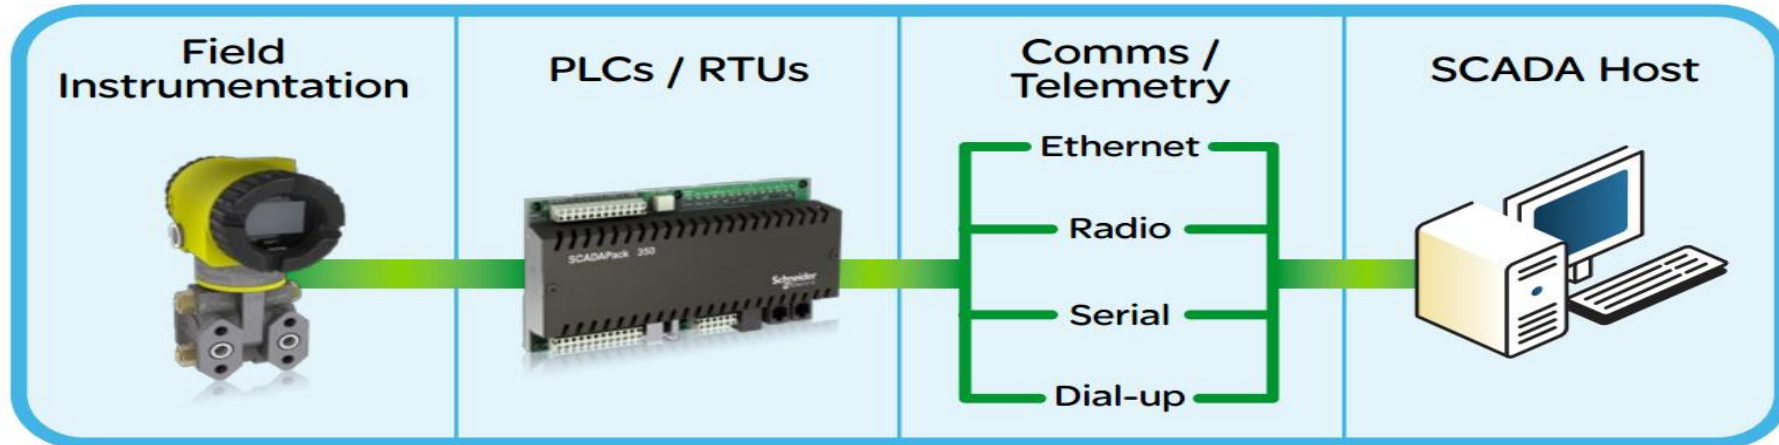 Field
Instrumentation
PLCs / RTUs
Comms /
Telemetry
SCADA Host
Ethernet
Radio
Serial
Dial-up
SCADAPack 350
Schneider